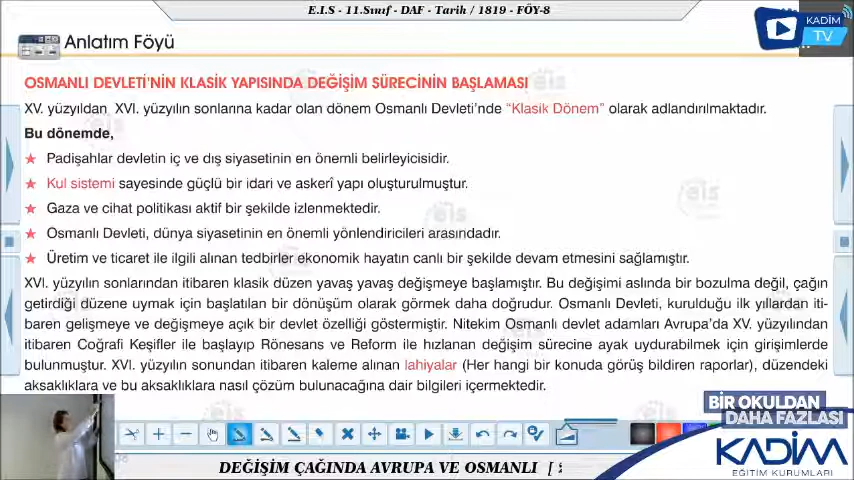 E.I.S - 11.Sınıf - DAF - Tarih / 1819 - FÖY-8
KADİM
TV
Anlatım Föyü
OSMANLI DEVLETİ'NİN KLASİK YAPISINDA DEĞİŞİM SÜRECİNİN BAŞLAMASI
XV. yüzyıldan XVI. yüzyılın sonlarına kadar olan dönem Osmanlı Devleti'nde “Klasik Dönem” olarak adlandırılmaktadır.
Bu dönemde,
★ Padişahlar devletin iç ve dış siyasetinin en önemli belirleyicisidir.
★ Kul sistemi sayesinde güçlü bir idari ve askerî yapı oluşturulmuştur.
★ Gaza ve cihat politikası aktif bir şekilde izlenmektedir.
★ Osmanlı Devleti, dünya siyasetinin en önemli yönlendiricileri arasındadır.
★ Üretim ve ticaret ile ilgili alınan tedbirler ekonomik hayatın canlı bir şekilde devam etmesini sağlamıştır.
XVI. yüzyılın sonlarından itibaren klasik düzen yavaş yavaş değişmeye başlamıştır. Bu değişimi aslında bir bozulma değil, çağın
getirdiği düzene uymak için başlatılan bir dönüşüm olarak görmek daha doğrudur. Osmanlı Devleti, kurulduğu ilk yıllardan iti-
baren gelişmeye ve değişmeye açık bir devlet özelliği göstermiştir. Nitekim Osmanlı devlet adamları Avrupa'da XV. yüzyılından
itibaren Coğrafi Keşifler ile başlayıp Rönesans ve Reform ile hızlanan değişim sürecine ayak uydurabilmek için girişimlerde
bulunmuştur. XVI. yüzyılın sonundan itibaren kaleme alınan lahiyalar (Her hangi bir konuda görüş bildiren raporlar), düzendeki
aksaklıklara ve bu aksaklıklara nasıl çözüm bulunacağına dair bilgileri içermektedir.
BİR OKULDAN
DAHA FAZLASI
KADİM
EĞİTİM KURUMLARI
DEĞİŞİM ÇAĞINDA AVRUPA VE OSMANLI [